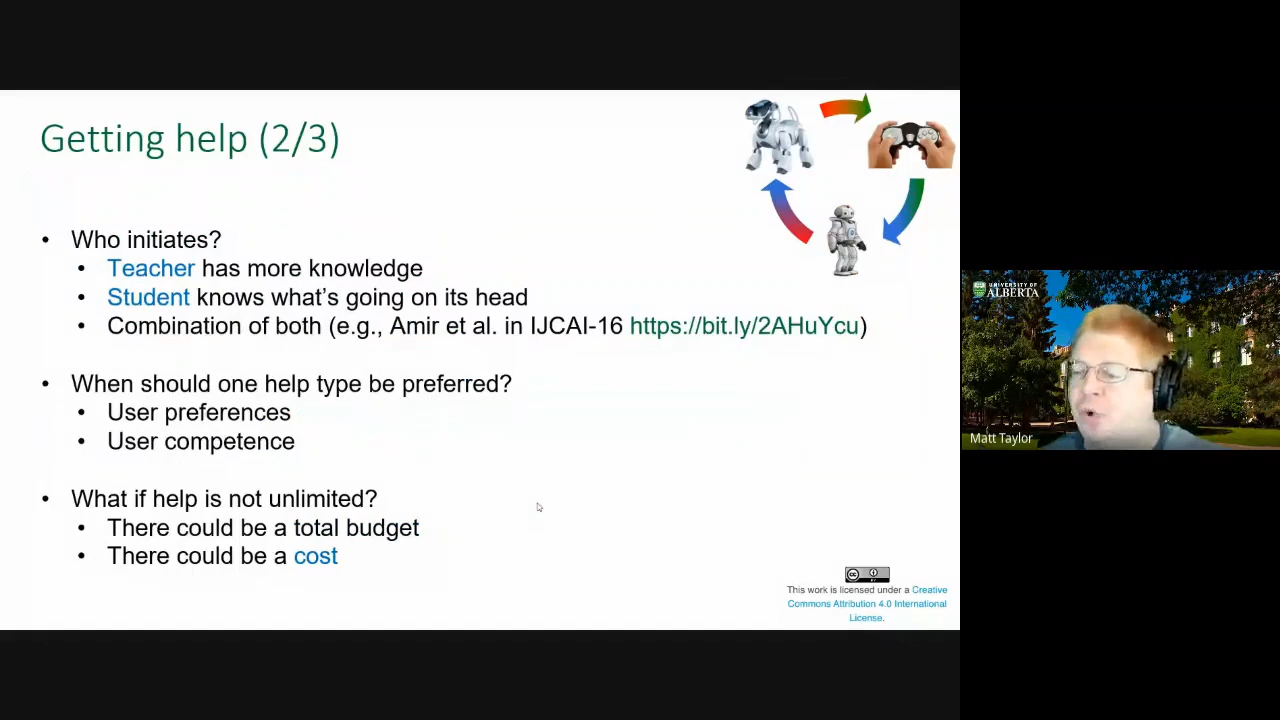 Getting help (2/3)
• Who initiates?
• Teacher has more knowledge
• Student knows what's going on its head
• Combination of both (e.g., Amir et al. in IJCAI-16 https://bit.ly/2AHuYcu)
• When should one help type be preferred?
• User preferences
• User competence
• What if help is not unlimited?
• There could be a total budget
• There could be a cost
UNIVERSITY OF
ALBERTA
Matt Taylor
cc
BY
This work is licensed under a Creative
Commons Attribution 4.0 International
License.